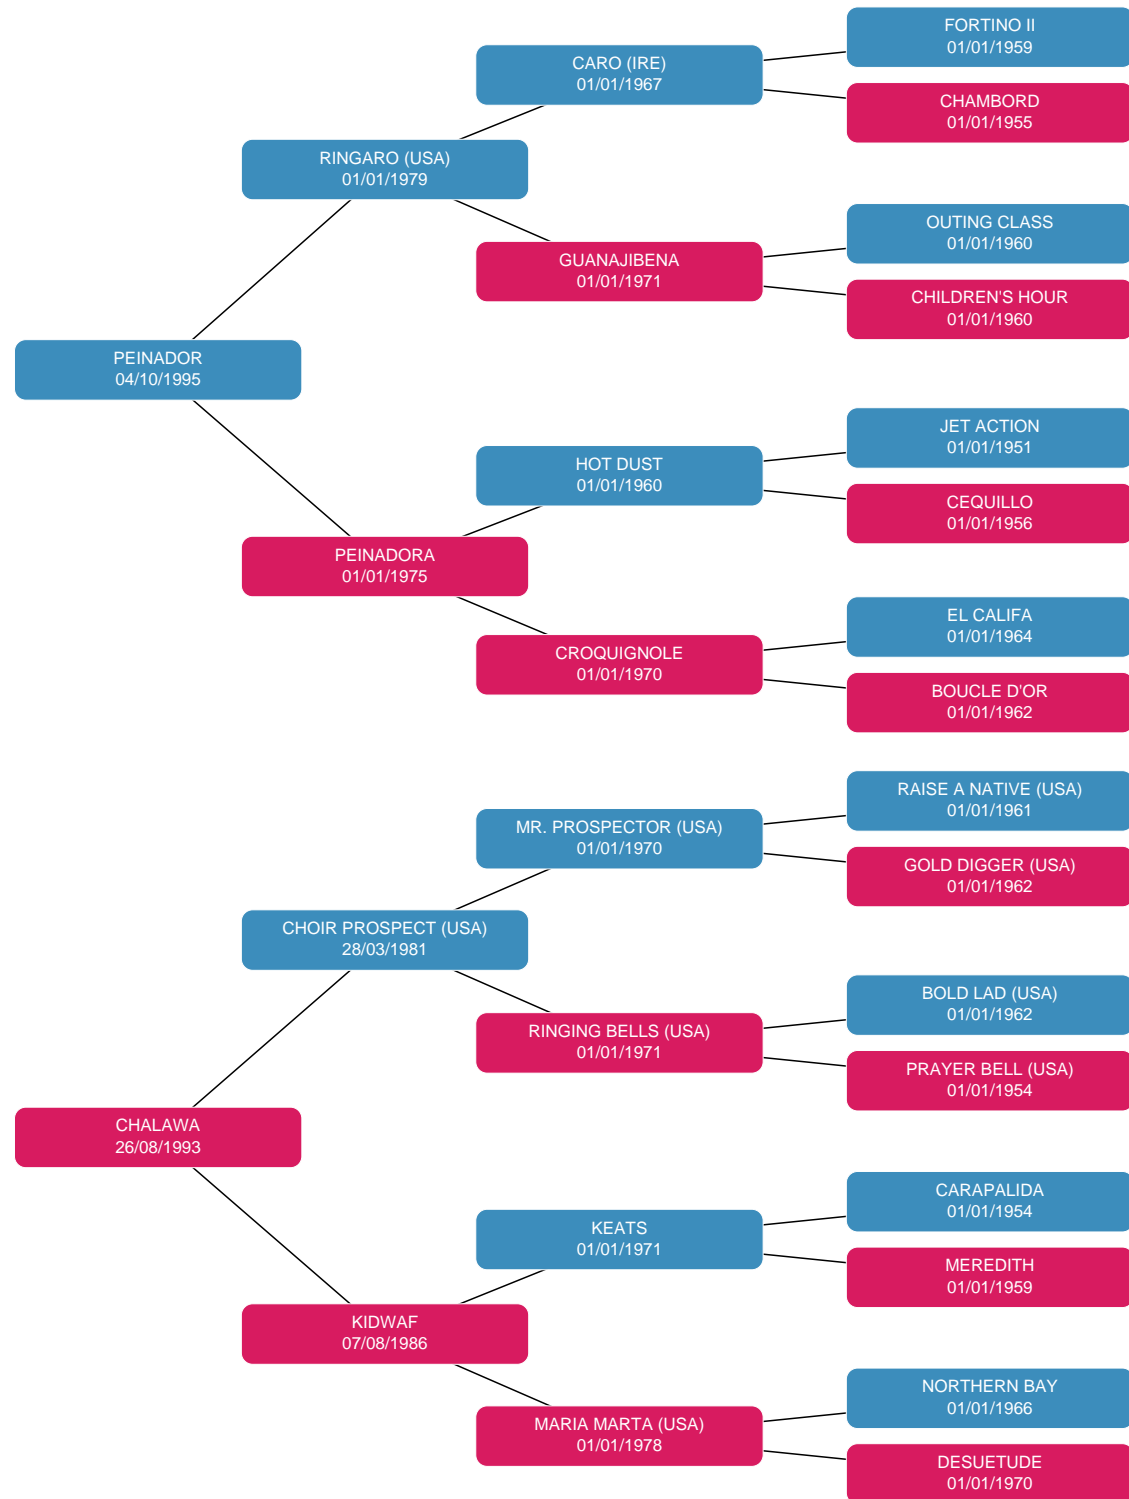 FORTINO II
01/01/1959
CARO (IRE)
01/01/1967
CHAMBORD
01/01/1955
RINGARO (USA)
01/01/1979
OUTING CLASS
01/01/1960
GUANAJIBENA
01/01/1971
CHILDREN'S HOUR
01/01/1960
PEINADOR
04/10/1995
JET ACTION
01/01/1951
HOT DUST
01/01/1960
CEQUILLO
01/01/1956
PEINADORA
01/01/1975
EL CALIFA
01/01/1964
CROQUIGNOLE
01/01/1970
BOUCLE D'OR
01/01/1962
RAISE A NATIVE (USA)
01/01/1961
MR. PROSPECTOR (USA)
01/01/1970
GOLD DIGGER (USA)
01/01/1962
CHOIR PROSPECT (USA)
28/03/1981
BOLD LAD (USA)
01/01/1962
RINGING BELLS (USA)
01/01/1971
PRAYER BELL (USA)
01/01/1954
CHALAWA
26/08/1993
CARAPALIDA
01/01/1954
KEATS
01/01/1971
MEREDITH
01/01/1959
KIDWAF
07/08/1986
NORTHERN BAY
01/01/1966
MARIA MARTA (USA)
01/01/1978
DESUETUDE
01/01/1970